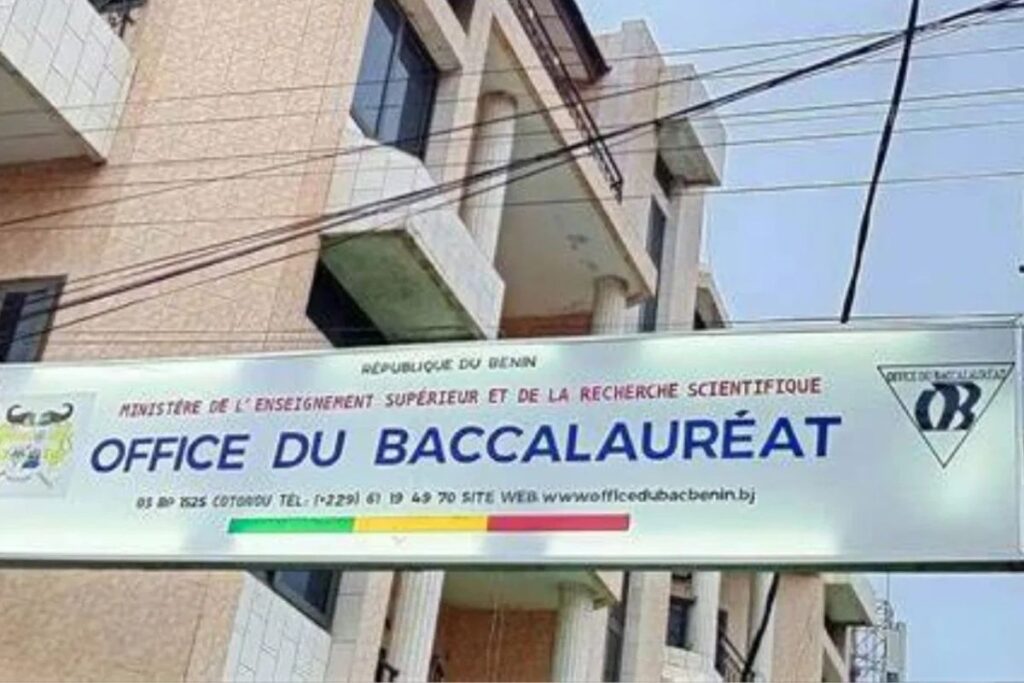 RÉPUBLIQUE DU BENIN
MINISTÉRE DE L'ENSEIGNEMENT SUPÉRIEUR ET DE LA RECHERCHE SCIENTIFIQUE
OFFICE DU BACCALAURÉAT
03 BP 1525 COTONOU TÉL: (+229) 61 19 49 70 SITE WEB www.officedubacbenin.bj
OFFICE DU BACCALAURÉAT
OB